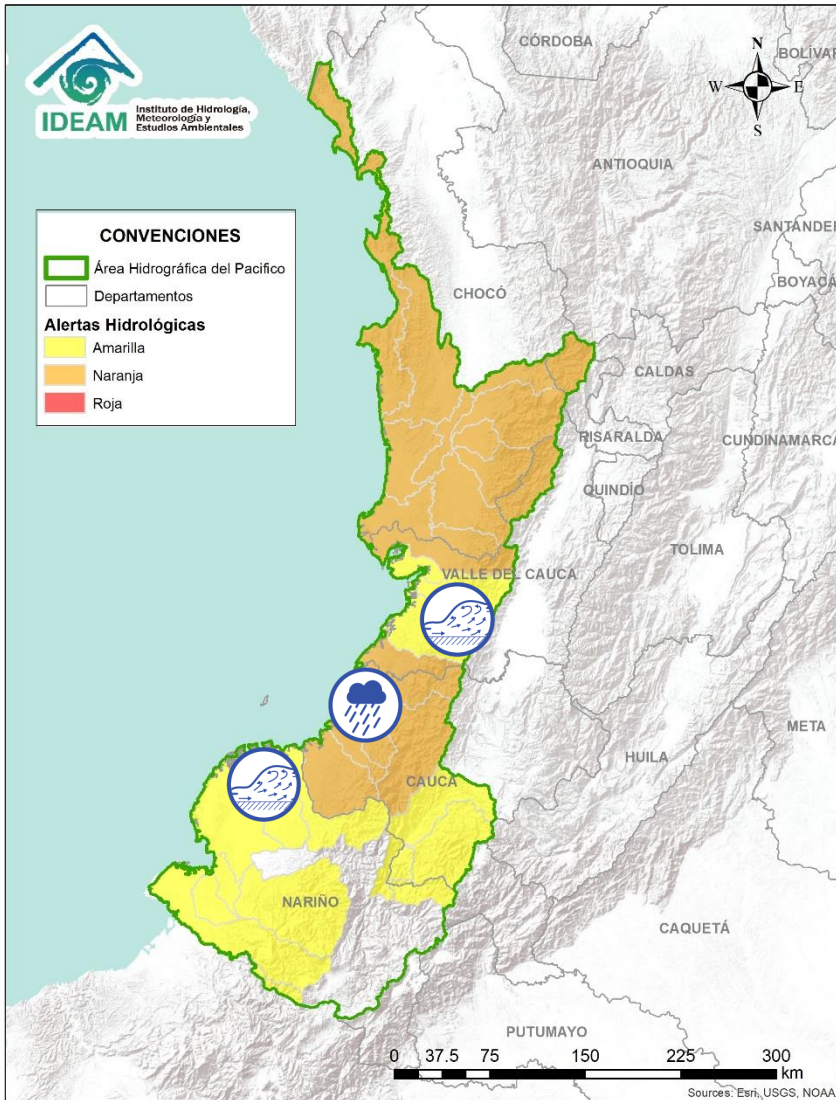 IDEAM
Instituto de Hidrología,
Meteorología y
Estudios Ambientales
CONVENCIONES
Área Hidrográfica del Pacifico
Departamentos
Alertas Hidrológicas
Amarilla
Naranja
Roja
N
W
E
S
CÓRDOBA
BOLÍVAR
ANTIOQUIA
SANTANDER
BOYACÁ
CHOCÓ
CALDAS
RISARALDA
CUNDINAMARCA
QUINDÍO
TOLIMA
VALLE DEL CAUCA
META
HUILA
CAUCA
NARIÑO
CAQUETÁ
PUTUMAYO
0 37.5 75 150 225 300
km
Sources: Esri, USGS, NOAA